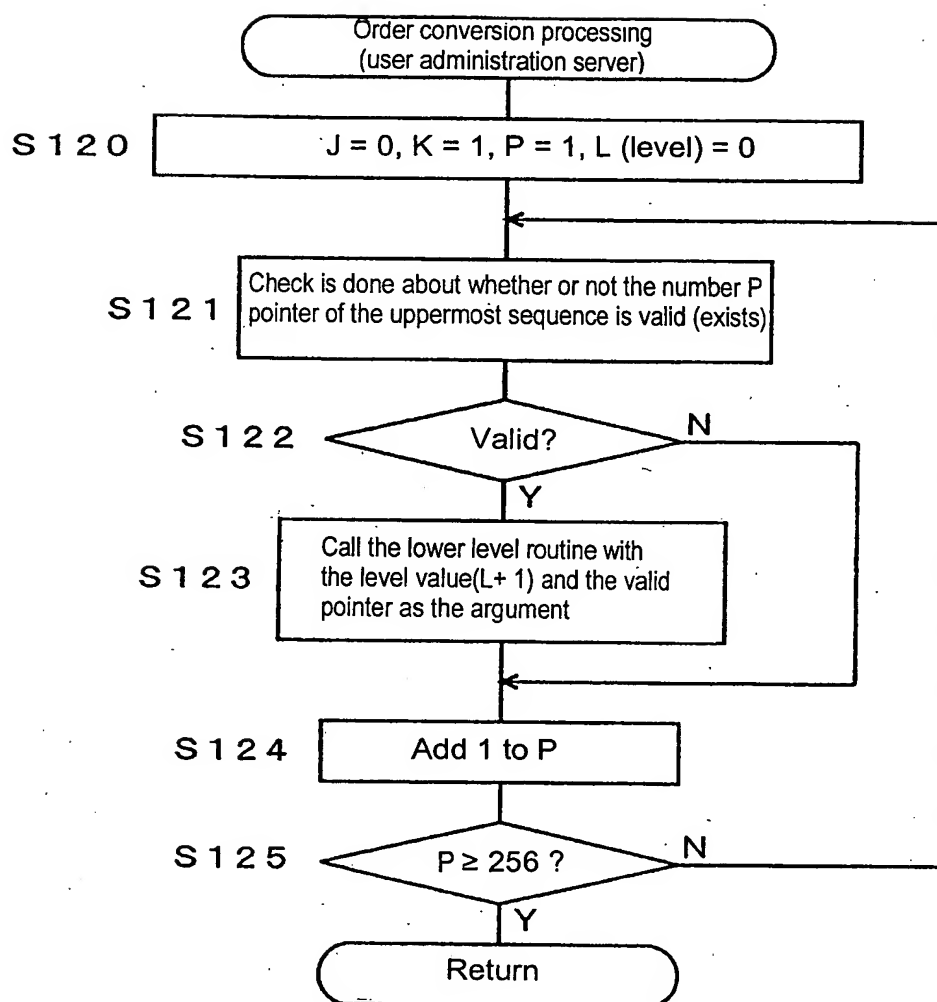 Order conversion processing
(user administration server)
S120
J = 0, K = 1, P = 1, L (level) = 0
S121
Check is done about whether or not the number P
pointer of the uppermost sequence is valid (exists)
S122
Valid?
N
Y
S123
Call the lower level routine with
the level value(L+ 1) and the valid
pointer as the argument
S124
Add 1 to P
S125
P ≥ 256 ?
N
Y
Return